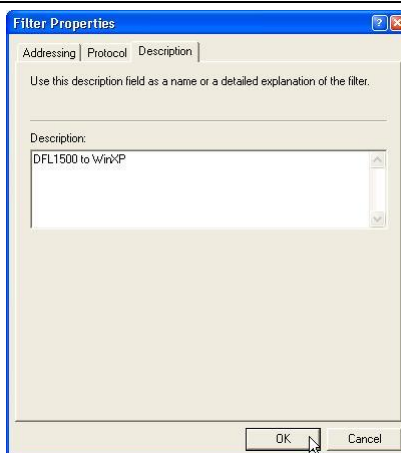 Filter Properties
Addressing Protocol Description
Use this description field as a name or a detailed explanation of the filter.
Description:
DFL1500 to WinXP
OK Cancel